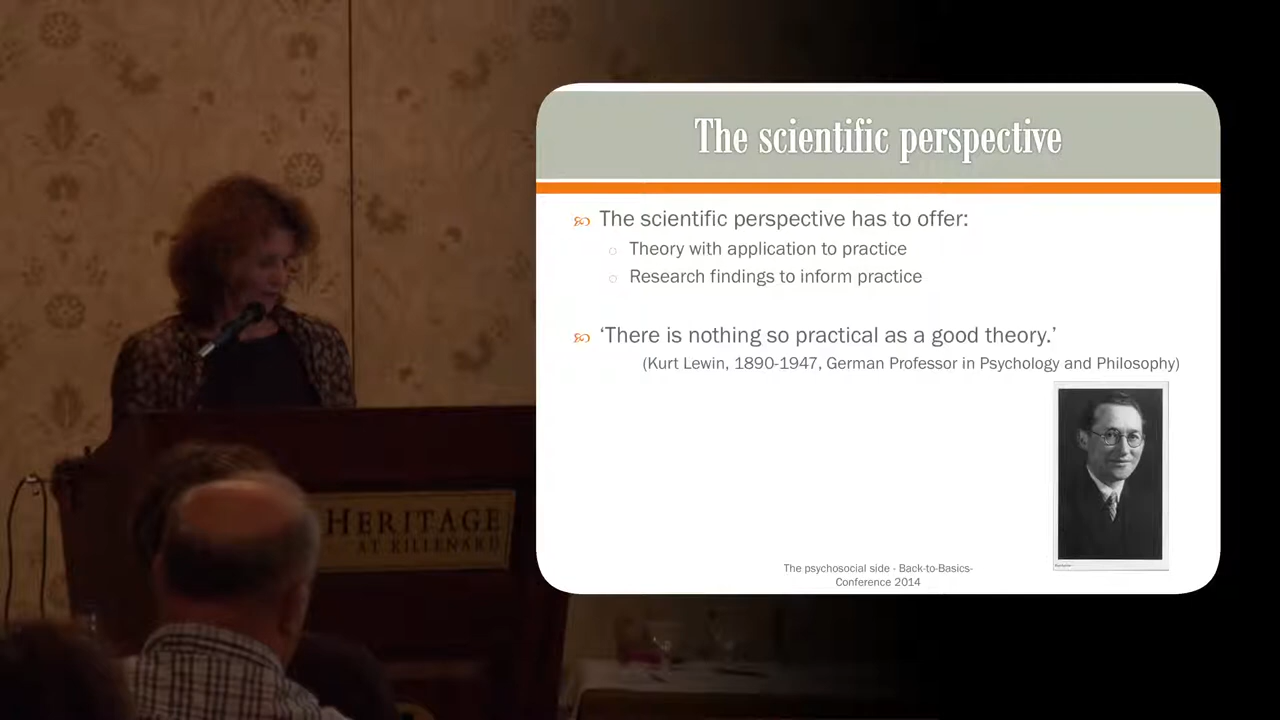 The scientific perspective
The scientific perspective has to offer:
Theory with application to practice
Research findings to inform practice
‘There is nothing so practical as a good theory.’
(Kurt Lewin, 1890-1947, German Professor in Psychology and Philosophy)
The psychosocial side - Back-to-Basics-
Conference 2014
HERITAGE
AT KILLENARD